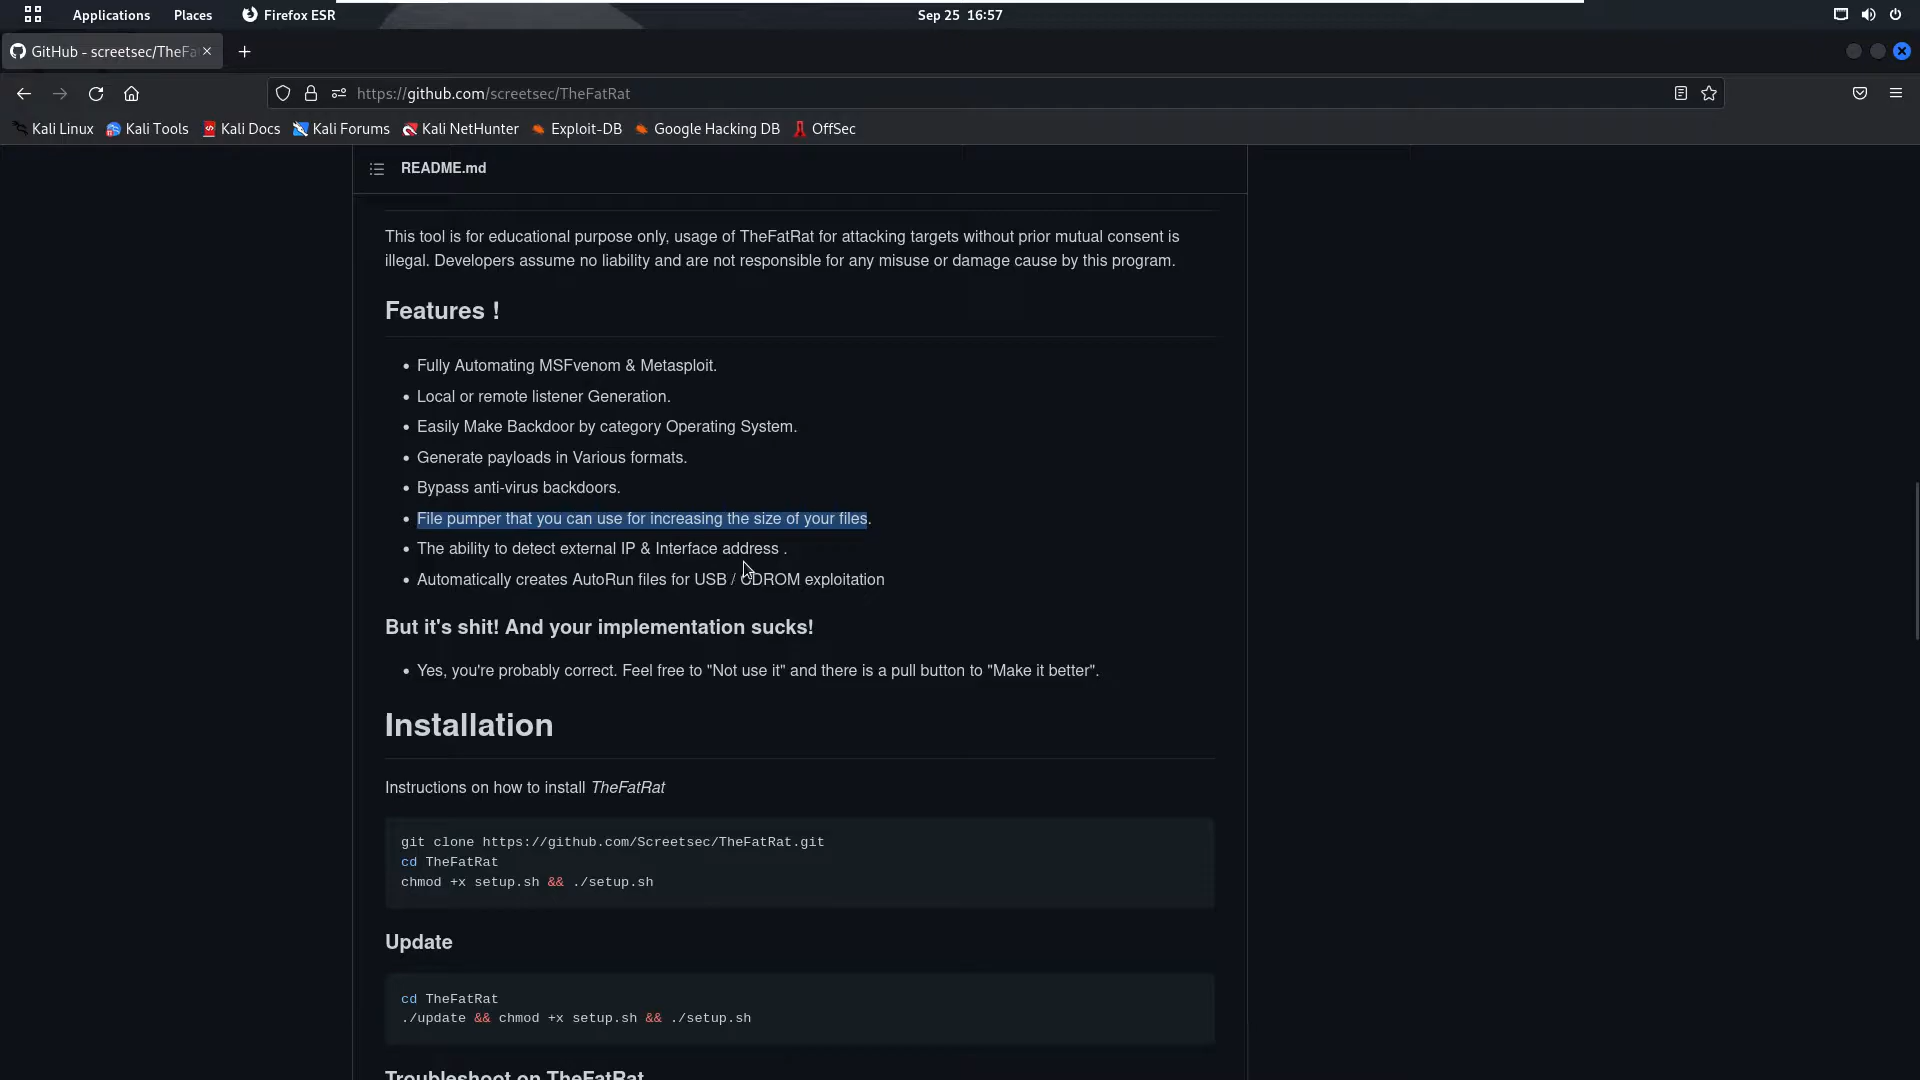 Applications Places Firefox ESR Sep 25 16:57
GitHub - screetsec/TheFa
https://github.com/screetsec/TheFatRat
Kali Linux Kali Tools Kali Docs Kali Forums Kali NetHunter Exploit-DB Google Hacking DB OffSec
README.md
This tool is for educational purpose only, usage of TheFatRat for attacking targets without prior mutual consent is
illegal. Developers assume no liability and are not responsible for any misuse or damage cause by this program.
Features !
• Fully Automating MSFvenom & Metasploit.
• Local or remote listener Generation.
• Easily Make Backdoor by category Operating System.
• Generate payloads in Various formats.
• Bypass anti-virus backdoors.
• File pumper that you can use for increasing the size of your files.
• The ability to detect external IP & Interface address .
• Automatically creates AutoRun files for USB / CDROM exploitation
But it's shit! And your implementation sucks!
• Yes, you're probably correct. Feel free to "Not use it" and there is a pull button to "Make it better".
Installation
Instructions on how to install TheFatRat
git clone https://github.com/Screetsec/TheFatRat.git
cd TheFatRat
chmod +x setup.sh && ./setup.sh
Update
cd TheFatRat
./update && chmod +x setup.sh && ./setup.sh
Troubleshoot on TheFatRat